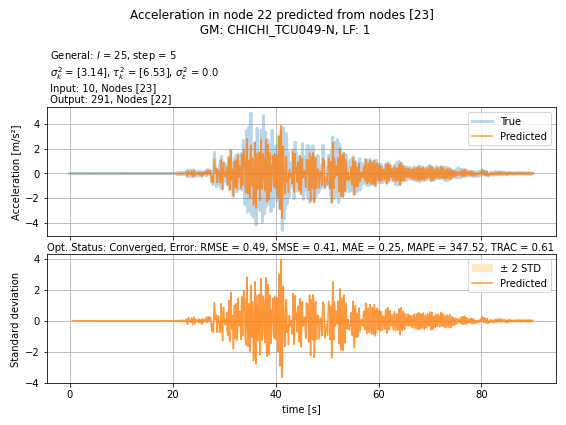 Acceleration in node 22 predicted from nodes [23]
GM: CHICHI_TCU049-N, LF: 1
General: l = 25, step = 5
σ²ₖ = [3.14], τ²ₖ = [6.53], σ²ε = 0.0
Input: 10, Nodes [23]
Output: 291, Nodes [22]
Acceleration [m/s²]
4
2
0
−2
−4
True
Predicted
Opt. Status: Converged, Error: RMSE = 0.49, SMSE = 0.41, MAE = 0.25, MAPE = 347.52, TRAC = 0.61
Standard deviation
4
2
0
−2
−4
± 2 STD
Predicted
0 20 40 60 80
time [s]